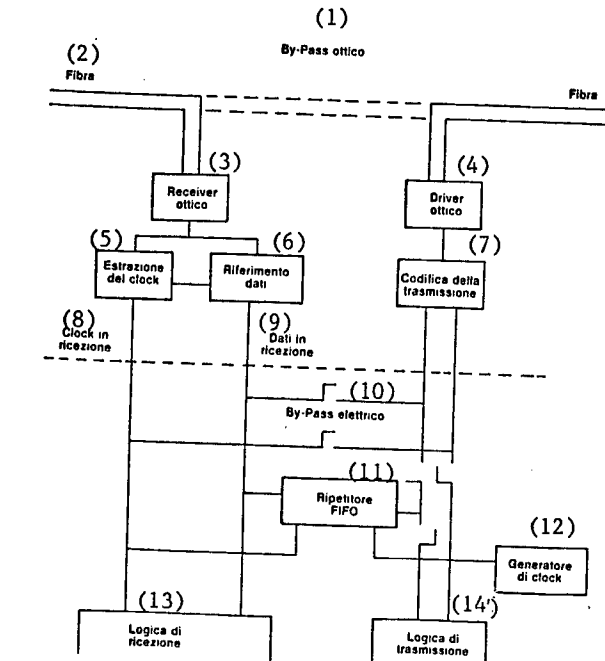 (1)
By-Pass ottico
(2)
Fibra
Fibra
(3)
Receiver
ottico
(4)
Driver
ottico
(5)
Estrazione
del clock
(6)
Riferimento
dati
(7)
Codifica della
trasmissione
(8)
Clock in
ricezione
(9)
Dati in
ricezione
(10)
By-Pass elettrico
(11)
Ripetitore
FIFO
(12)
Generatore
di clock
(13)
Logica di
ricezione
(14)
Logica di
trasmissione